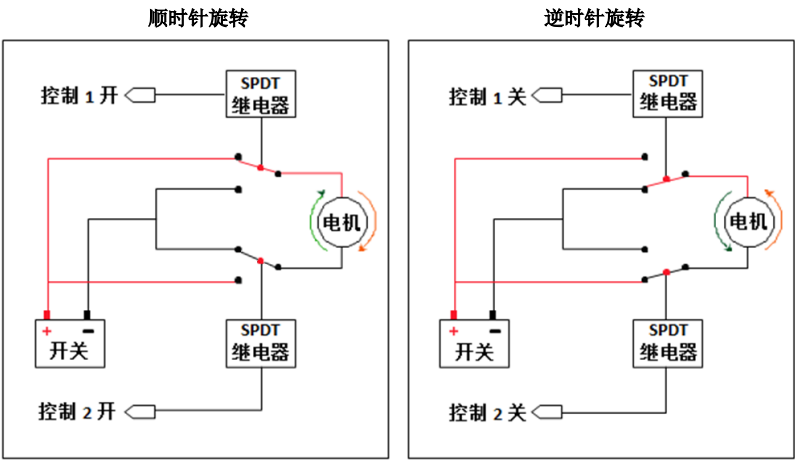 顺时针旋转
控制 1 开
SPDT
继电器
电机
+ -
开关
SPDT
继电器
控制 2 开
逆时针旋转
控制 1 关
SPDT
继电器
电机
+ -
开关
SPDT
继电器
控制 2 关